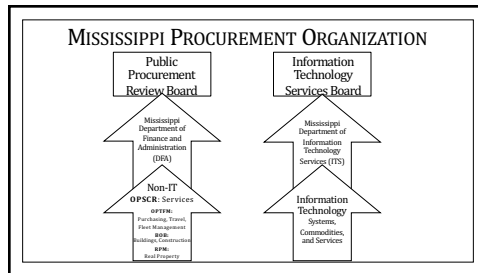 MISSISSIPPI PROCUREMENT ORGANIZATION
Public
Procurement
Review Board
Mississippi
Department of
Finance and
Administration
(DFA)
Non-IT
OPSCR: Services
OPTFM:
Purchasing, Travel,
Fleet Management
BOB:
Buildings, Construction
RPM:
Real Property
Information
Technology
Services Board
Mississippi
Department of
Information
Technology
Services (ITS)
Information
Technology
Systems,
Commodities,
and Services